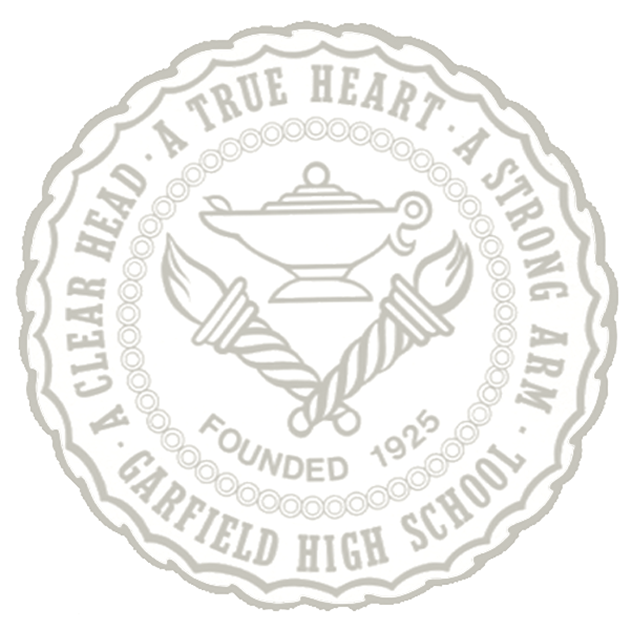 A CLEAR HEAD · A TRUE HEART · A STRONG ARM ·
GARFIELD HIGH SCHOOL ·
FOUNDED 1925